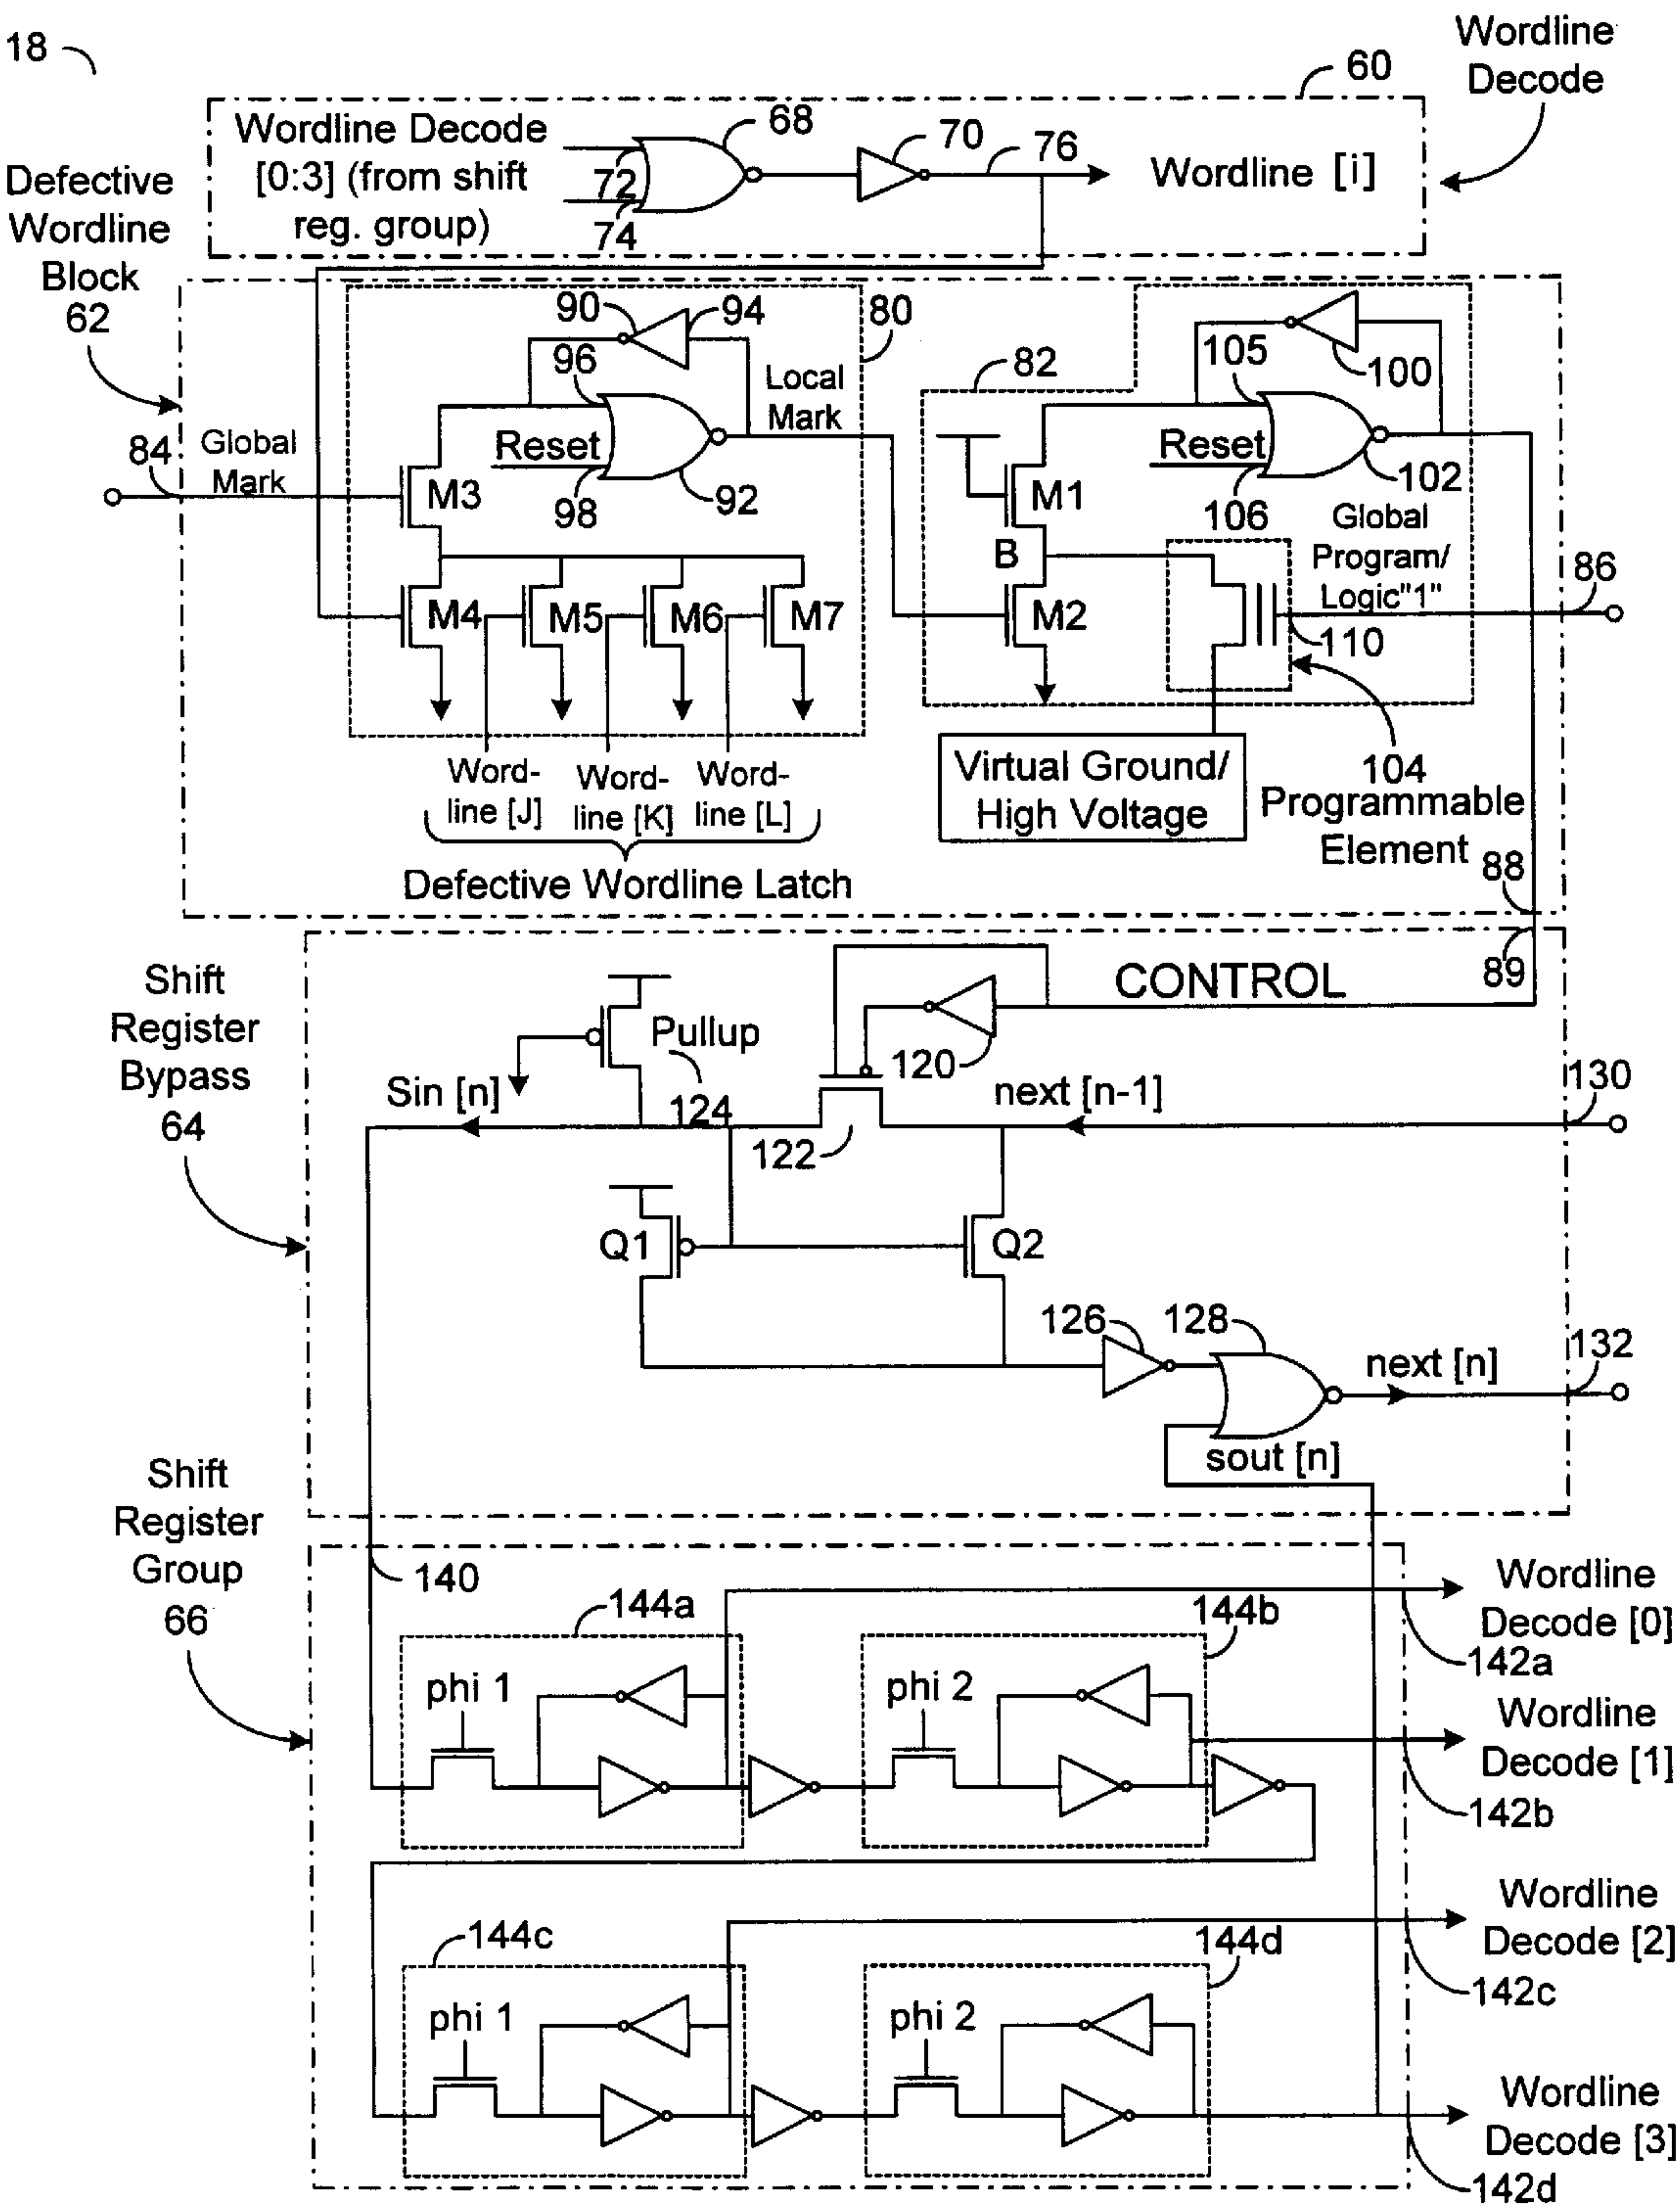 18
Wordline
Decode
60
Wordline Decode
[0:3] (from shift
reg. group)
68
72
74
70
76
Wordline [i]
Defective
Wordline
Block
62
90
94
80
96
Local
Mark
82
105
100
84
Global
Mark
Reset
98
92
M3
Reset
106
102
M1
B
Global
Program/
Logic"1"
86
M4
M5
M6
M7
M2
110
Word-
line [J]
Word-
line [K]
Word-
line [L]
Defective Wordline Latch
Virtual Ground/
High Voltage
104
Programmable
Element
88
89
Shift
Register
Bypass
64
CONTROL
Pullup
120
Sin [n]
124
122
next [n-1]
130
Q1
Q2
126
128
next [n]
132
sout [n]
Shift
Register
Group
66
140
144a
144b
Wordline
Decode [0]
142a
phi 1
phi 2
Wordline
Decode [1]
142b
144c
144d
Wordline
Decode [2]
142c
phi 1
phi 2
Wordline
Decode [3]
142d